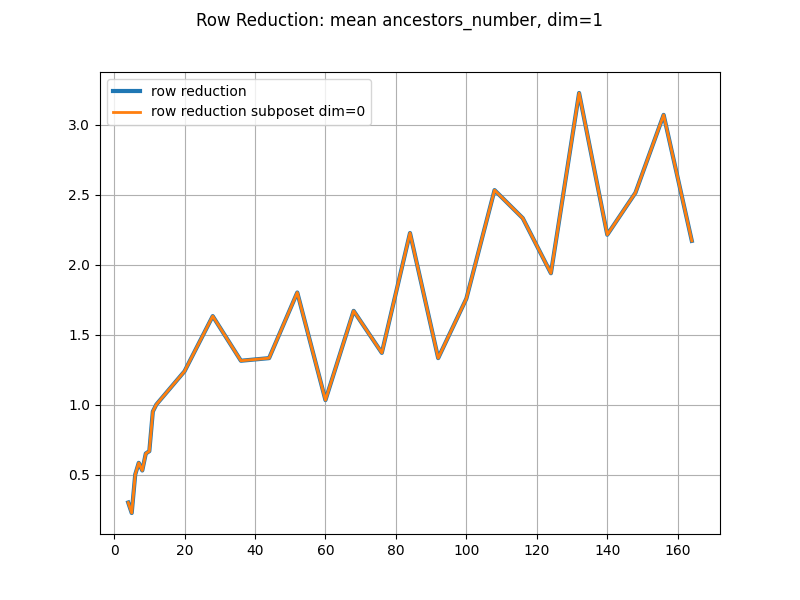 Row Reduction: mean ancestors_number, dim=1
row reduction
row reduction subposet dim=0
3.0
2.5
2.0
1.5
1.0
0.5
0 20 40 60 80 100 120 140 160